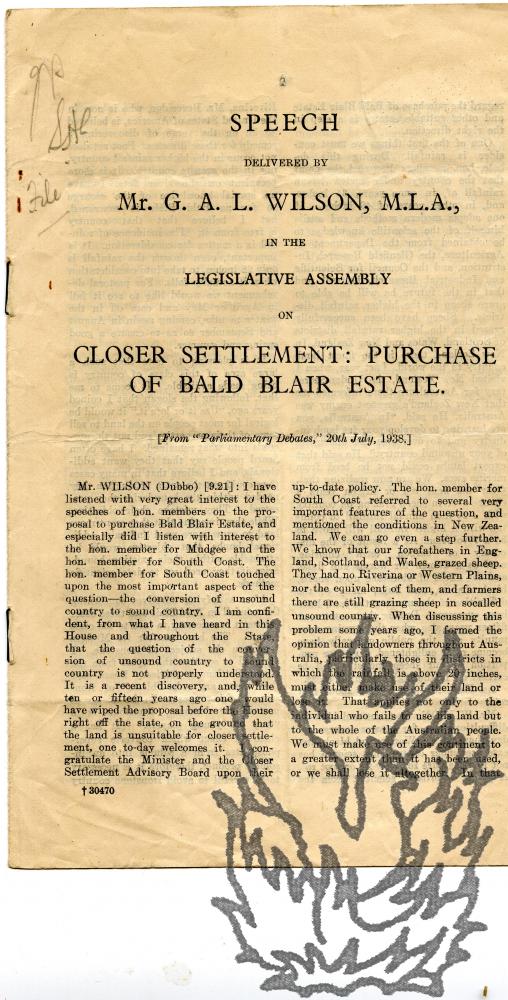 2
File
SPEECH
DELIVERED BY
Mr. G. A. L. WILSON, M.L.A.,
IN THE
LEGISLATIVE ASSEMBLY
ON
CLOSER SETTLEMENT: PURCHASE
OF BALD BLAIR ESTATE.
[From "Parliamentary Debates," 20th July, 1938.]
Mr. WILSON (Dubbo) [9.21]: I have
listened with very great interest to the
speeches of hon. members on the pro-
posal to purchase Bald Blair Estate, and
especially did I listen with interest to
the hon. member for Mudgee and the
hon. member for South Coast. The
hon. member for South Coast touched
upon the most important aspect of the
question—the conversion of unsound
country to sound country. I am confi-
dent, from what I have heard in this
House and throughout the State,
that the question of the
sion of unsound country to sound
country is not properly understood.
It is a recent discovery, and, while
ten or fifteen years ago one would
have wiped the proposal before the House
right off the slate, on the ground that
the land is unsuitable for closer settle-
ment, one to-day welcomes it. I con-
gratulate the Minister and the Closer
Settlement Advisory Board upon their
†30470
up-to-date policy. The hon. member for
South Coast referred to several very
important features of the question, and
mentioned the conditions in New Zea-
land. We can go even a step further.
We know that our forefathers in Eng-
land, Scotland, and Wales, grazed sheep.
They had no Riverina or Western Plains,
nor the equivalent of them, and farmers
there are still grazing sheep in socalled
unsound country. When discussing this
problem some years ago, I formed the
opinion that landowners throughout Aus-
tralia, particularly those in districts in
which the rainfall is above 20 inches,
must either make use of their land or
lose it. That applies not only to the
individual who fails to use his land but
the whole of the Australian people.
We must make use of this continent to
a greater extent than it has been used,
or we shall lose it altogether. In that